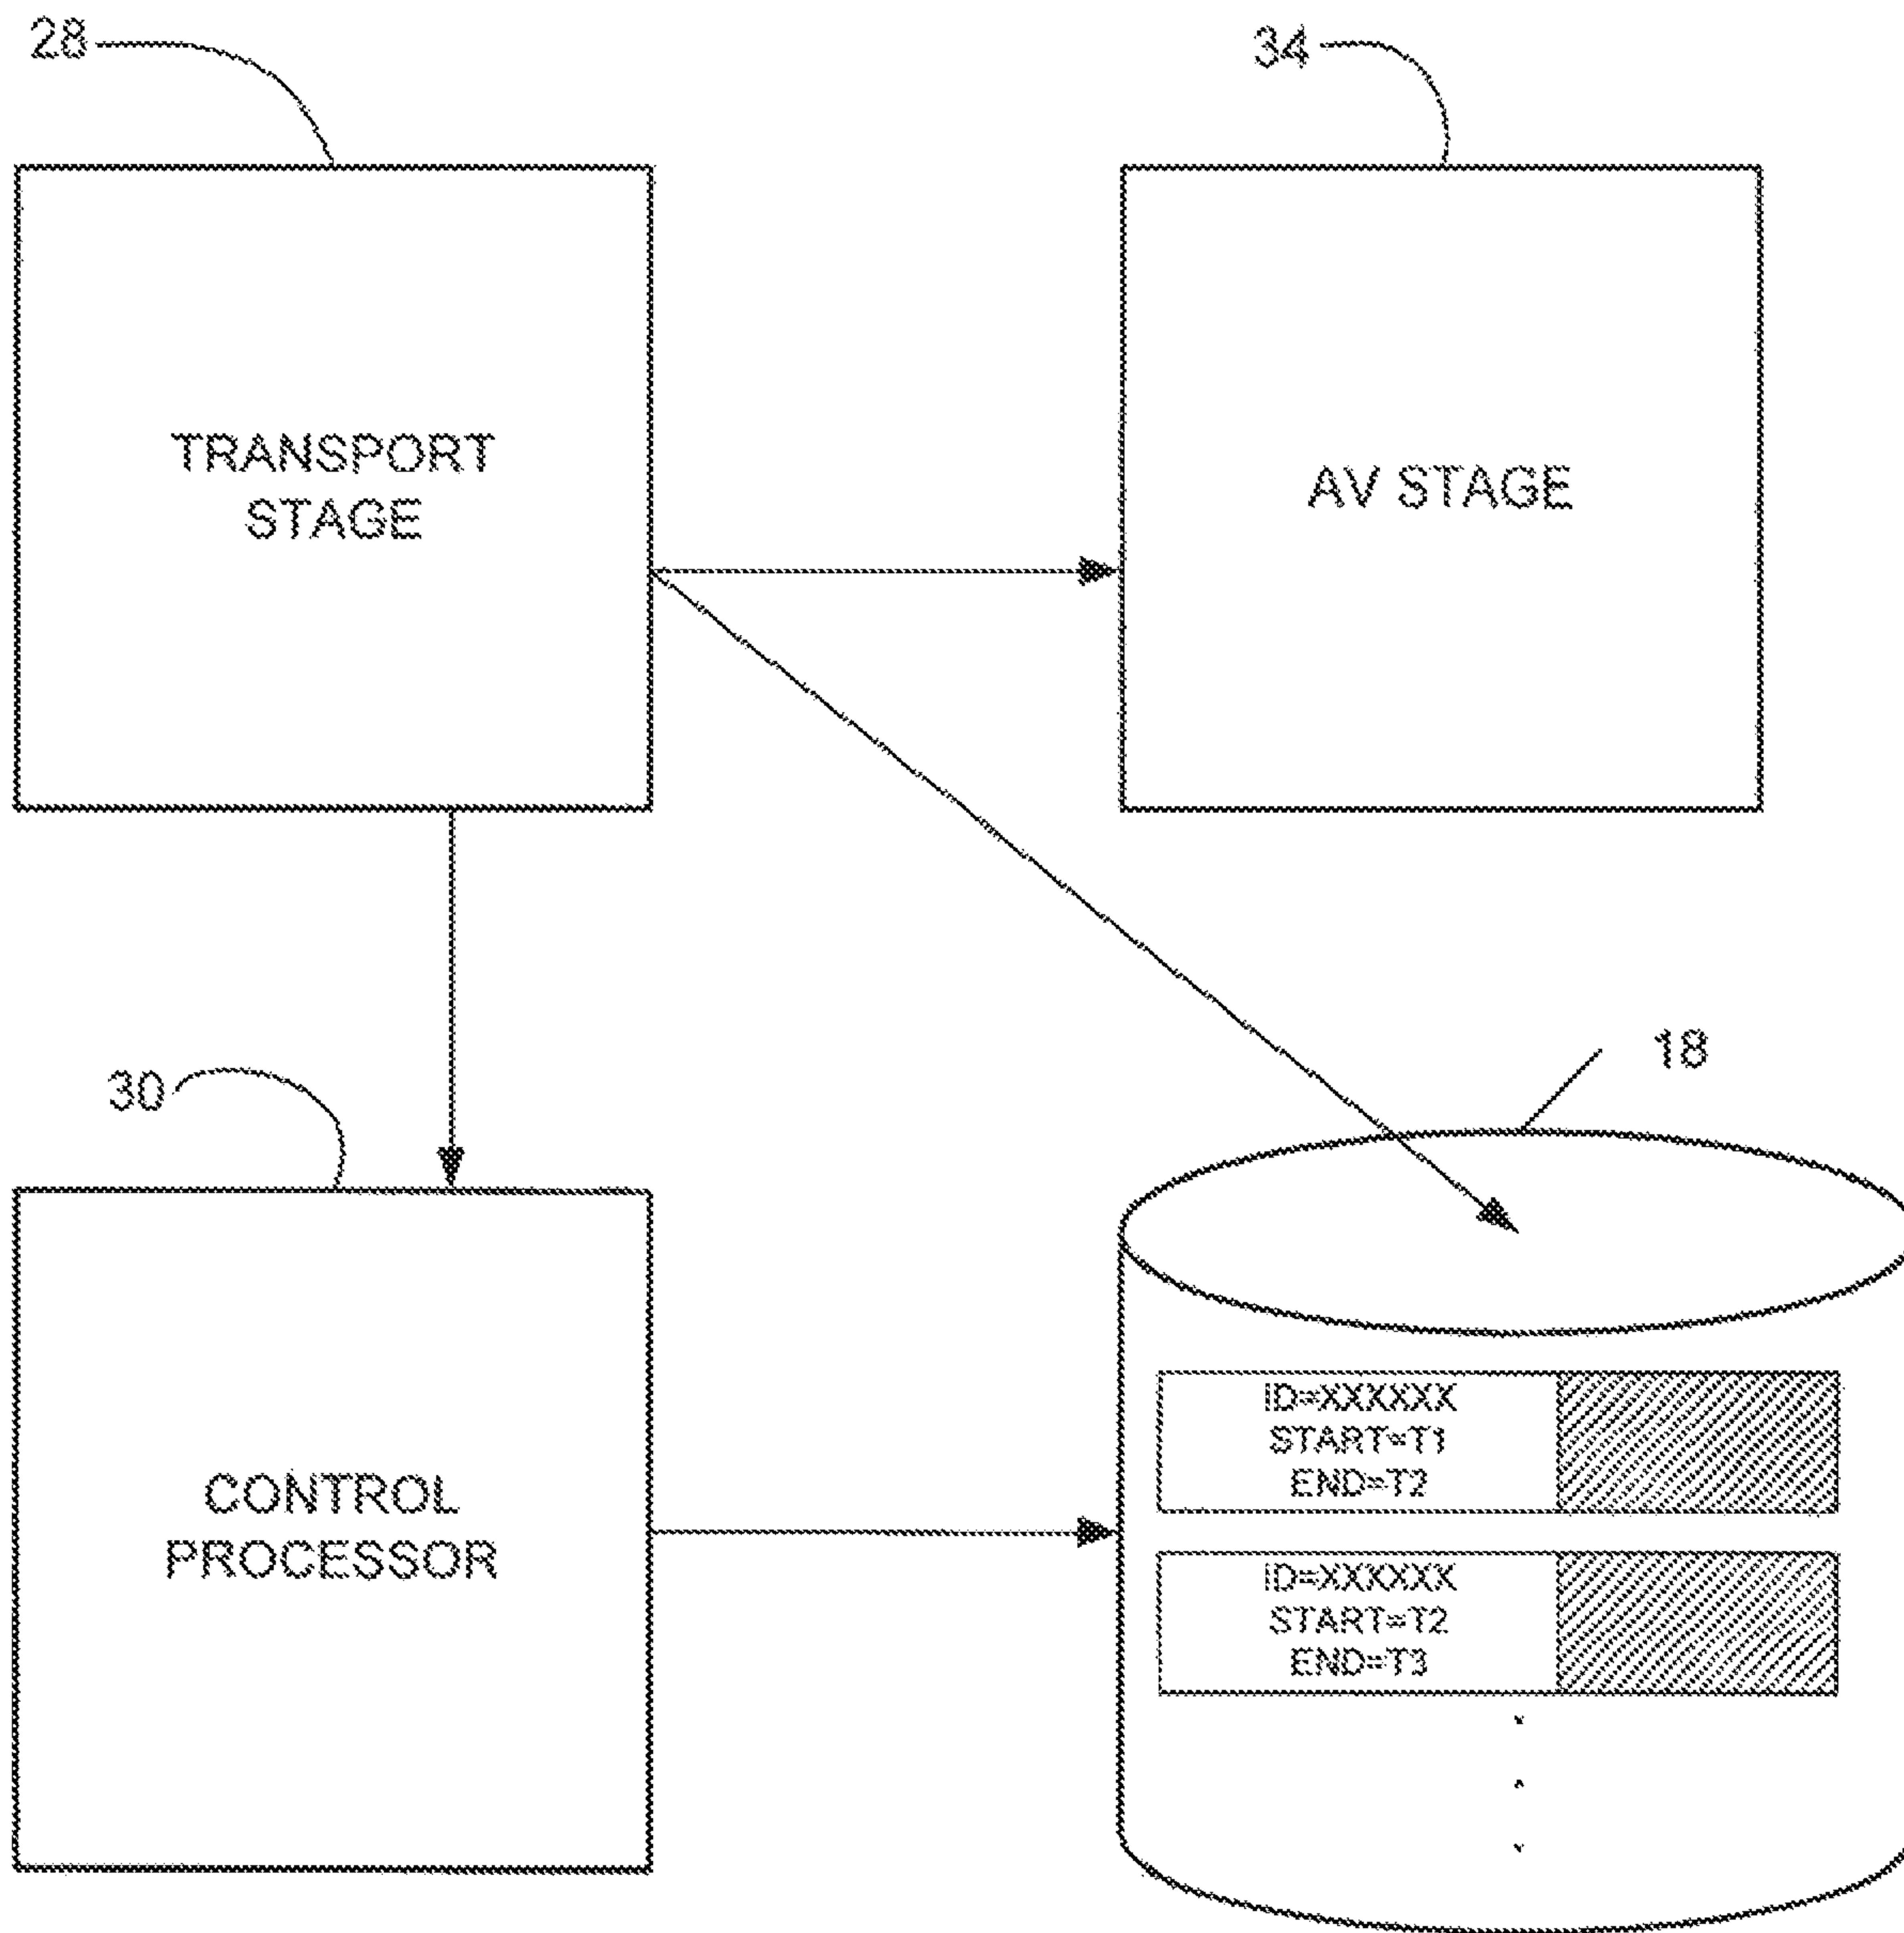 28
34
TRANSPORT
STAGE
AV STAGE
30
18
CONTROL
PROCESSOR
ID=XXXXXX
START=T1
END=T2
ID=XXXXXX
START=T2
END=T3